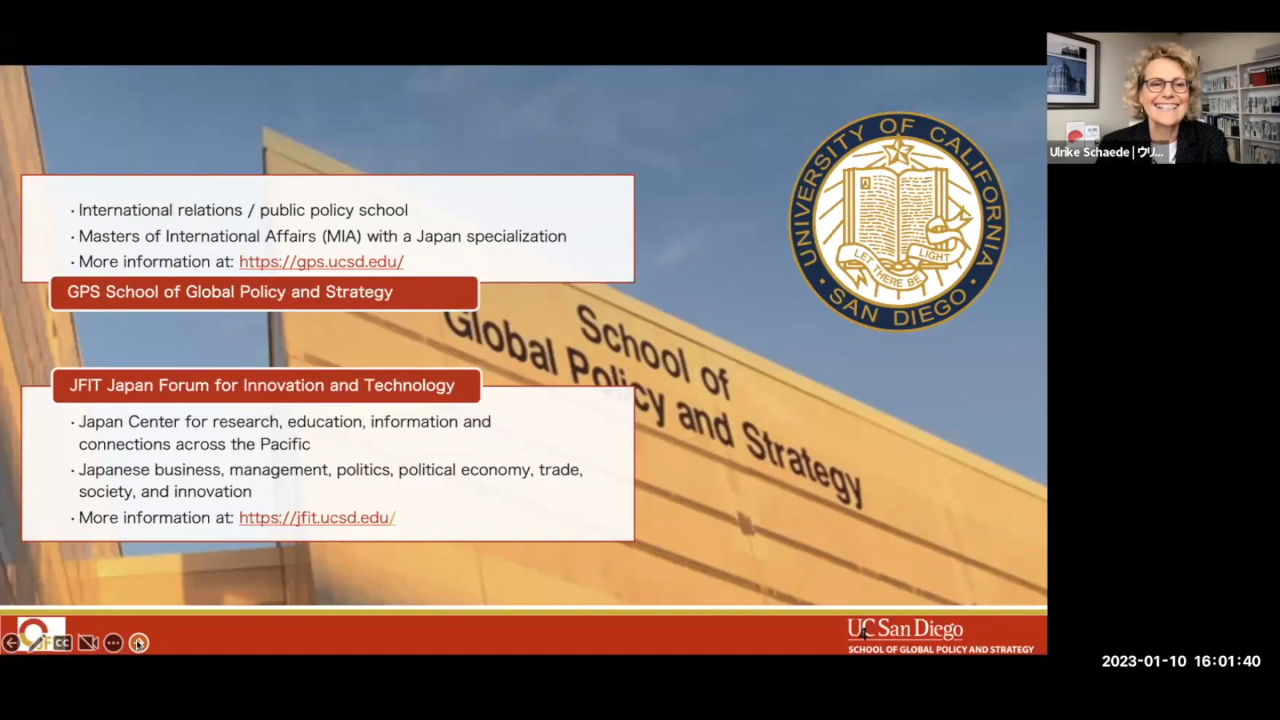 · International relations / public policy school
· Masters of International Affairs (MIA) with a Japan specialization
· More information at: https://gps.ucsd.edu/
GPS School of Global Policy and Strategy
JFIT Japan Forum for Innovation and Technology
· Japan Center for research, education, information and
connections across the Pacific
· Japanese business, management, politics, political economy, trade,
society, and innovation
· More information at: https://jfit.ucsd.edu/
School of
Global Policy and Strategy
UNIVERSITY OF CALIFORNIA
· SAN DIEGO ·
LET THERE BE LIGHT
Ulrike Schaede | ウリ...
CC
UC San Diego
SCHOOL OF GLOBAL POLICY AND STRATEGY
2023-01-10 16:01:40